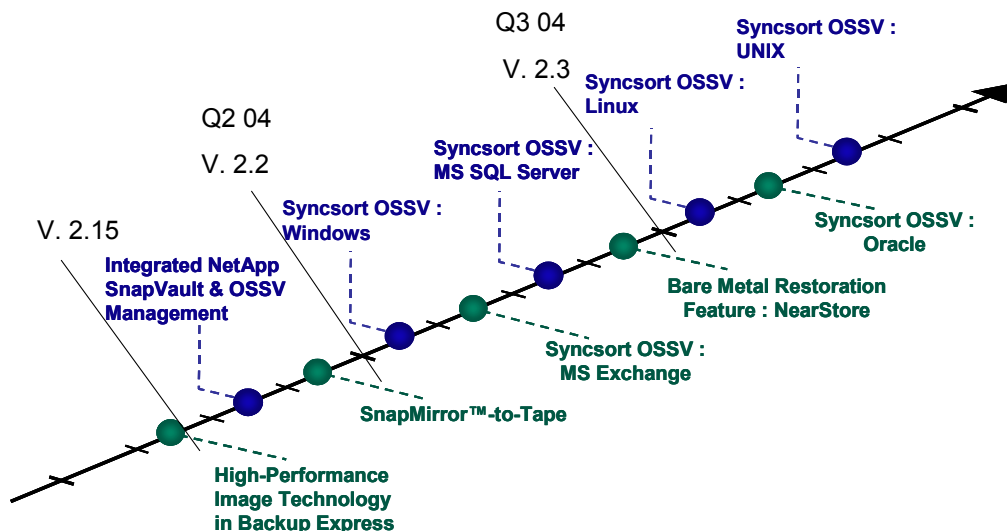 Q3 04
V. 2.3
Syncsort OSSV :
UNIX
Syncsort OSSV :
Linux
Q2 04
V. 2.2
Syncsort OSSV :
MS SQL Server
V. 2.15
Syncsort OSSV :
Windows
Integrated NetApp
SnapVault & OSSV
Management
Syncsort OSSV :
Oracle
Bare Metal Restoration
Feature : NearStore
Syncsort OSSV :
MS Exchange
SnapMirror™-to-Tape
High-Performance
Image Technology
in Backup Express